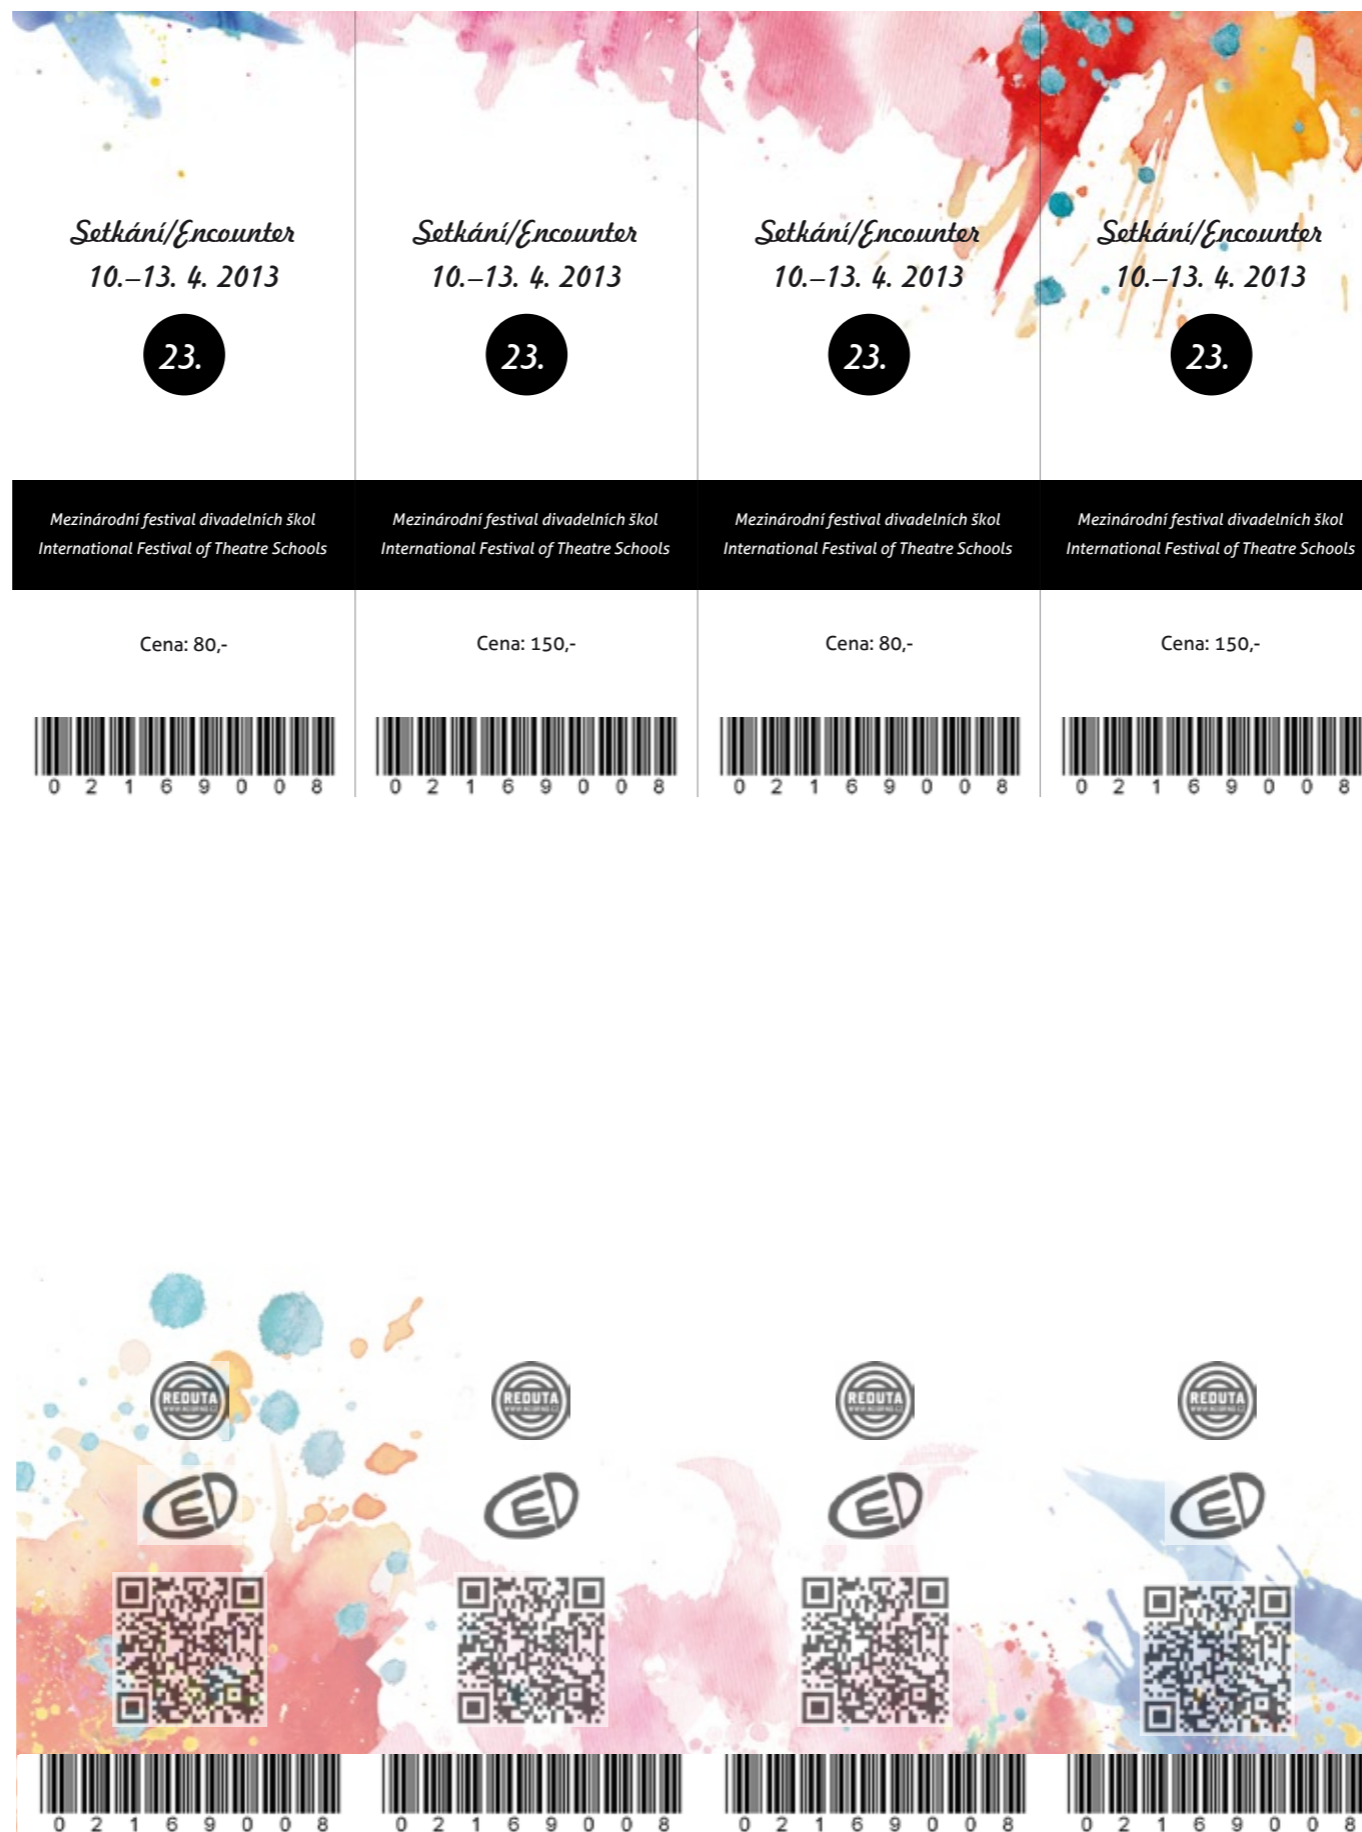 Setkání/Encounter
10.–13. 4. 2013
23.
Mezinárodní festival divadelních škol
International Festival of Theatre Schools
Cena: 80,-
0 2 1 6 9 0 0 8
Setkání/Encounter
10.–13. 4. 2013
23.
Mezinárodní festival divadelních škol
International Festival of Theatre Schools
Cena: 150,-
0 2 1 6 9 0 0 8
Setkání/Encounter
10.–13. 4. 2013
23.
Mezinárodní festival divadelních škol
International Festival of Theatre Schools
Cena: 80,-
0 2 1 6 9 0 0 8
Setkání/Encounter
10.–13. 4. 2013
23.
Mezinárodní festival divadelních škol
International Festival of Theatre Schools
Cena: 150,-
0 2 1 6 9 0 0 8
REDUTA
CED
0 2 1 6 9 0 0 8
REDUTA
CED
0 2 1 6 9 0 0 8
REDUTA
CED
0 2 1 6 9 0 0 8
REDUTA
CED
0 2 1 6 9 0 0 8